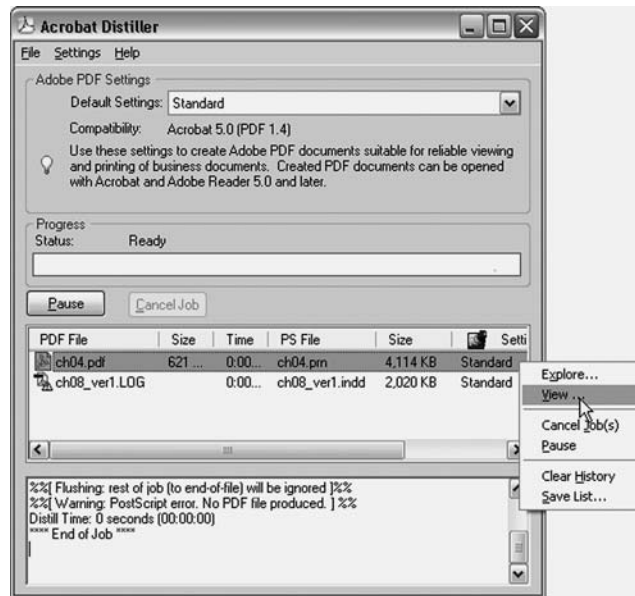 Acrobat Distiller
File Settings Help
Adobe PDF Settings
Default Settings: Standard
Compatibility: Acrobat 5.0 (PDF 1.4)
Use these settings to create Adobe PDF documents suitable for reliable viewing
and printing of business documents. Created PDF documents can be opened
with Acrobat and Adobe Reader 5.0 and later.
Progress
Status: Ready
Pause Cancel Job
PDF File Size Time PS File Size Setti
ch04.pdf 621 ... 0:00... ch04.prn 4,114 KB Standard
ch08_ver1.LOG 0:00... ch08_ver1.indd 2,020 KB Standard
Explore...
View ...
Cancel Job(s)
Pause
Clear History
Save List...
%%[ Flushing: rest of job (to end-of-file) will be ignored ]%%
%%[ Warning: PostScript error. No PDF file produced. ] %%
Distill Time: 0 seconds (00:00:00)
**** End of Job ****